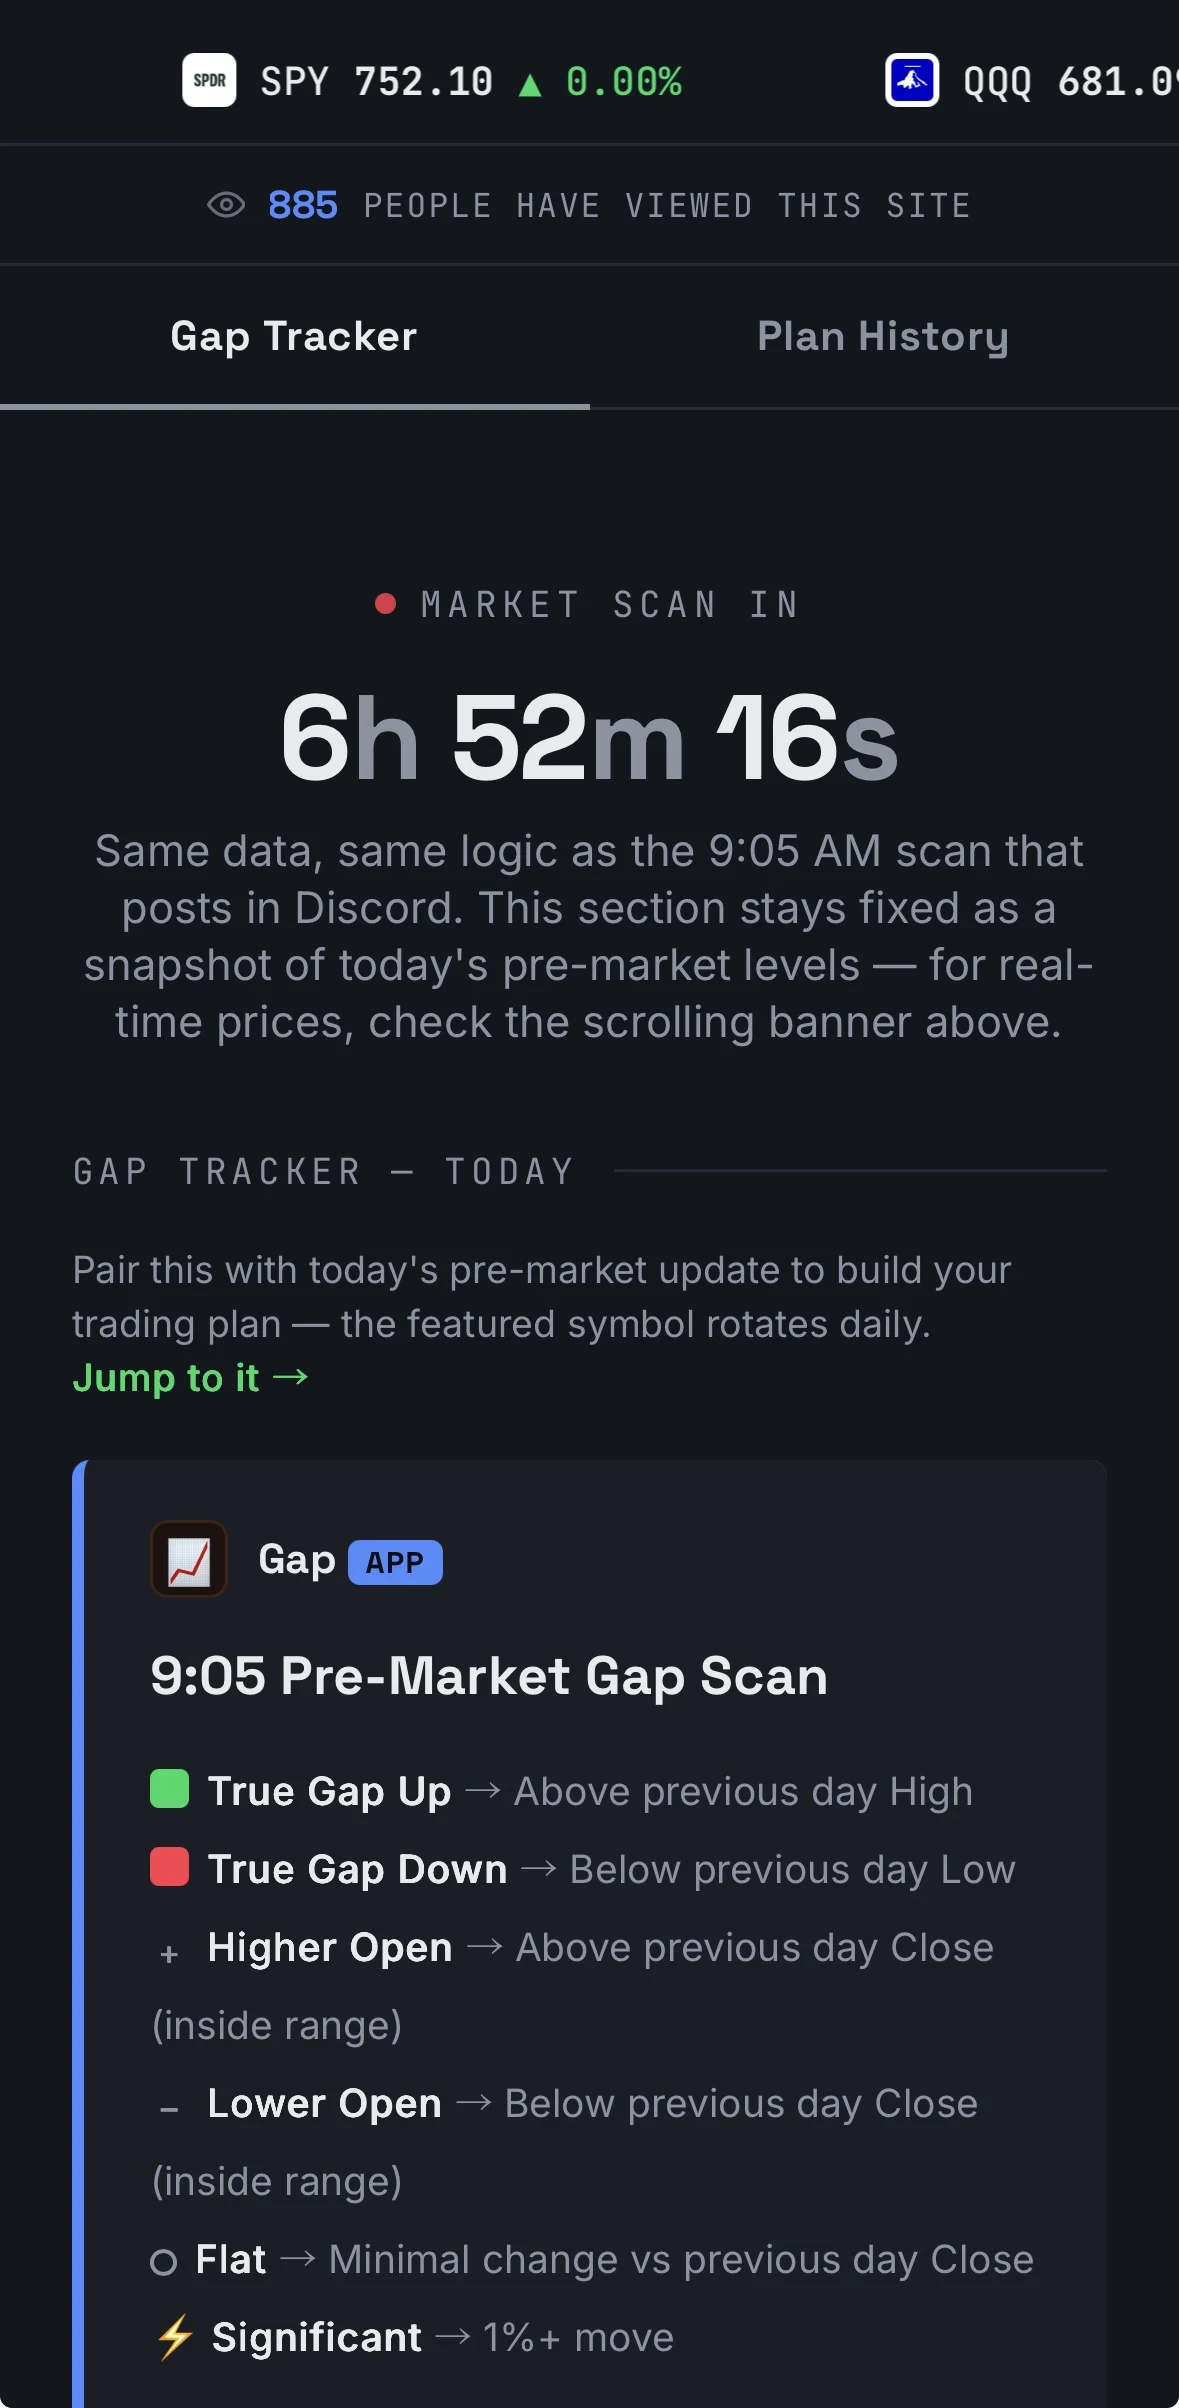 SPDR SPY 752.10 ▲ 0.00% QQQ 681.0
885 PEOPLE HAVE VIEWED THIS SITE
Gap Tracker Plan History
MARKET SCAN IN
6h 52m 16s
Same data, same logic as the 9:05 AM scan that
posts in Discord. This section stays fixed as a
snapshot of today's pre-market levels — for real-
time prices, check the scrolling banner above.
GAP TRACKER — TODAY
Pair this with today's pre-market update to build your
trading plan — the featured symbol rotates daily.
Jump to it →
Gap APP
9:05 Pre-Market Gap Scan
True Gap Up → Above previous day High
True Gap Down → Below previous day Low
+ Higher Open → Above previous day Close
(inside range)
– Lower Open → Below previous day Close
(inside range)
Flat → Minimal change vs previous day Close
⚡ Significant → 1%+ move